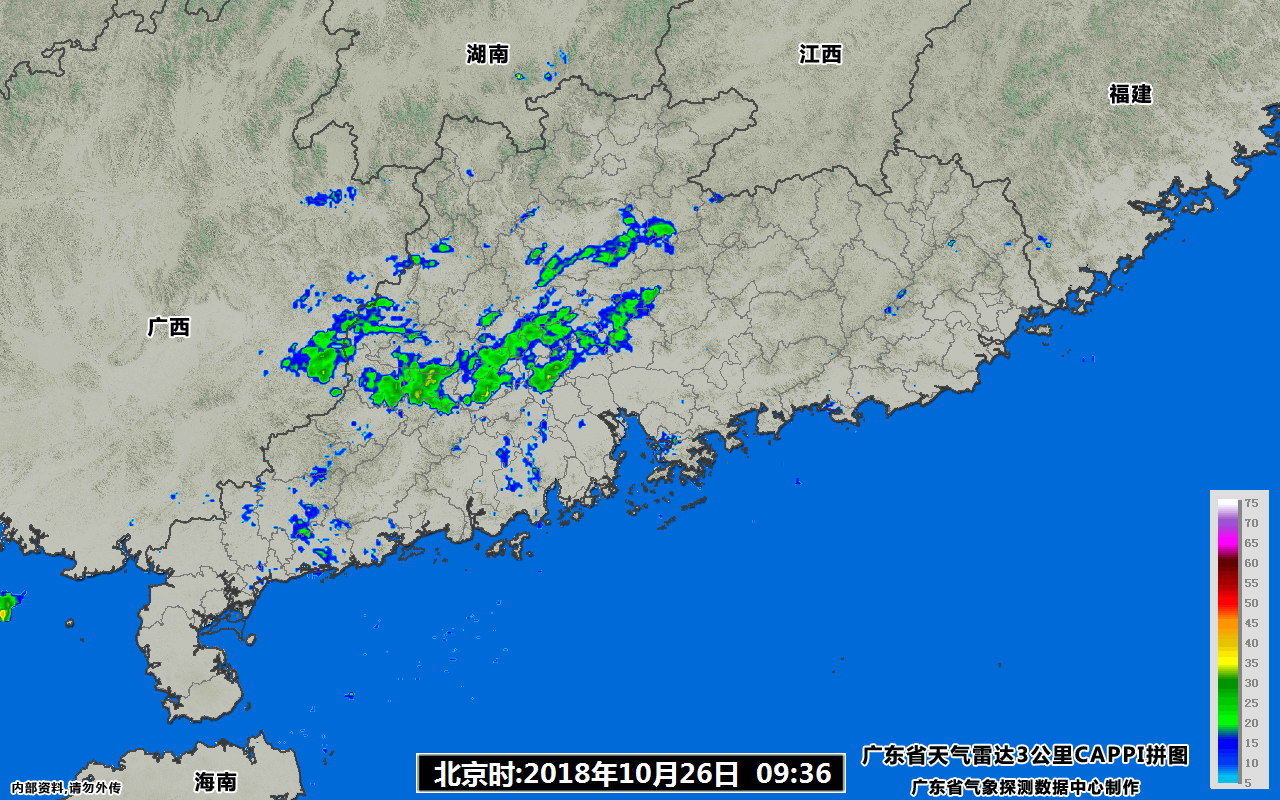 湖南
江西
福建
广西
75
70
65
60
55
50
45
40
35
30
25
20
15
10
5
广东省天气雷达3公里CAPPI拼图
北京时:2018年10月26日 09:36
海南
内部资料,请勿外传
广东省气象探测数据中心制作